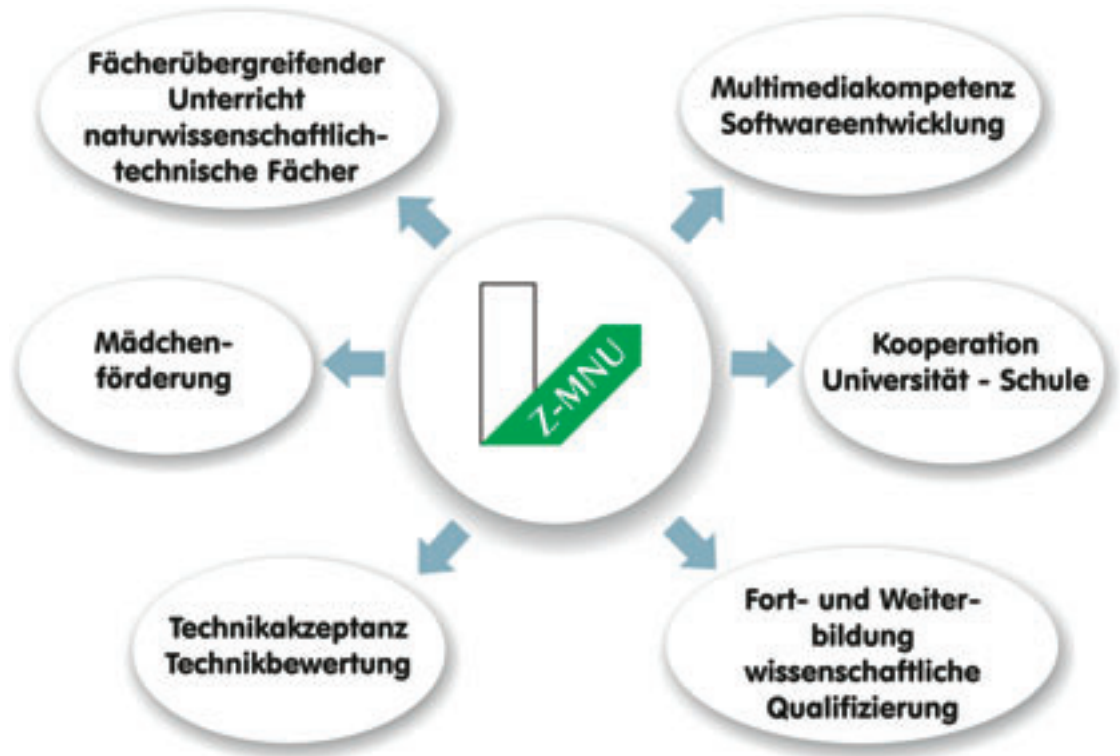 Fächerübergreifender
Unterricht
naturwissenschaftlich-
technische Fächer
Multimediakompetenz
Softwareentwicklung
Mädchen-
förderung
Z-MNU
Kooperation
Universität - Schule
Technikakzeptanz
Technikbewertung
Fort- und Weiter-
bildung
wissenschaftliche
Qualifizierung